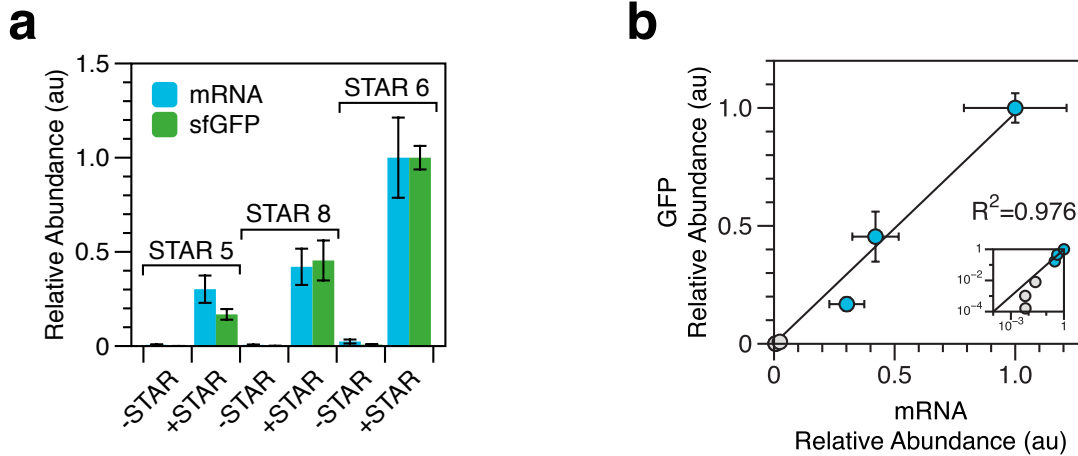 a
Relative Abundance (au)
1.5
1.0
0.5
0
mRNA
sfGFP
STAR 5
STAR 8
STAR 6
-STAR
+STAR
-STAR
+STAR
-STAR
+STAR
b
GFP
Relative Abundance (au)
1.0
0.5
0
0
0.5
1.0
mRNA
Relative Abundance (au)
R²=0.976
1
10⁻²
10⁻⁴
10⁻³
1